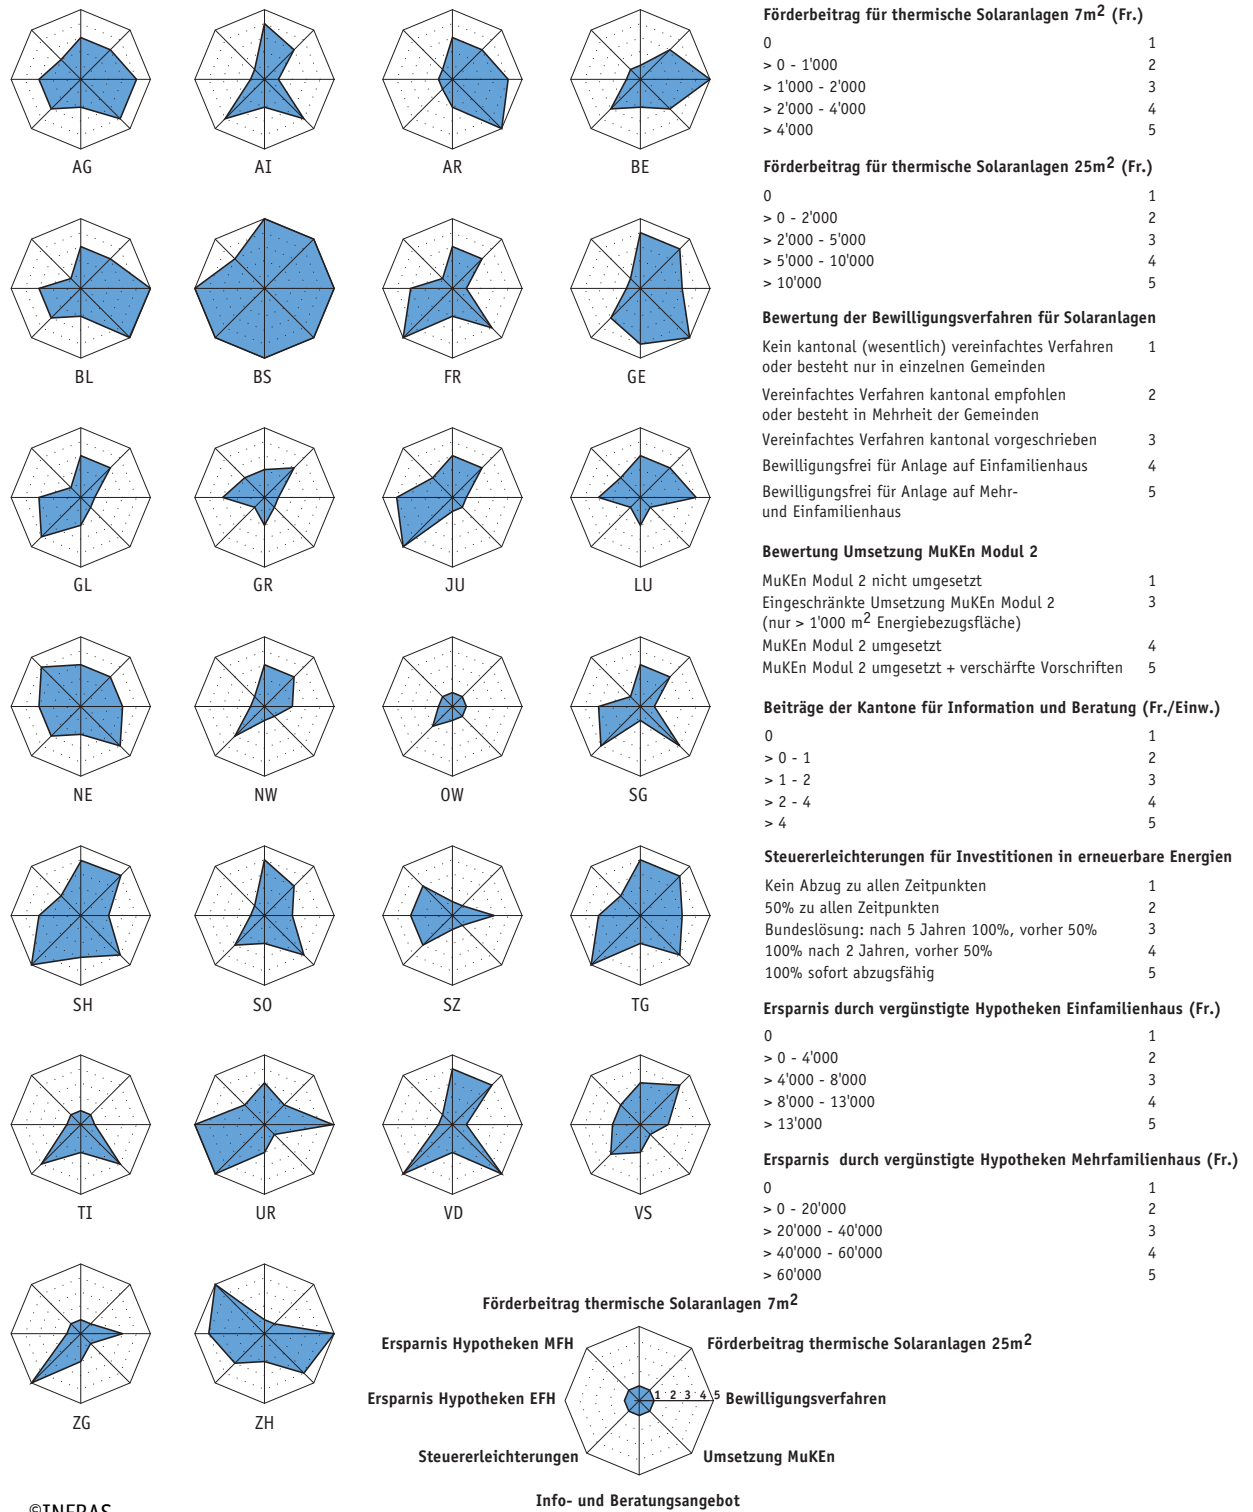 AG AI AR BE
BL BS FR GE
GL GR JU LU
NE NW OW SG
SH SO SZ TG
TI UR VD VS
ZG ZH
Förderbeitrag für thermische Solaranlagen 7m2 (Fr.)
0 1
> 0 - 1'000 2
> 1'000 - 2'000 3
> 2'000 - 4'000 4
> 4'000 5
Förderbeitrag für thermische Solaranlagen 25m2 (Fr.)
0 1
> 0 - 2'000 2
> 2'000 - 5'000 3
> 5'000 - 10'000 4
> 10'000 5
Bewertung der Bewilligungsverfahren für Solaranlagen
Kein kantonal (wesentlich) vereinfachtes Verfahren 1
oder besteht nur in einzelnen Gemeinden
Vereinfachtes Verfahren kantonal empfohlen 2
oder besteht in Mehrheit der Gemeinden
Vereinfachtes Verfahren kantonal vorgeschrieben 3
Bewilligungsfrei für Anlage auf Einfamilienhaus 4
Bewilligungsfrei für Anlage auf Mehr- 5
und Einfamilienhaus
Bewertung Umsetzung MuKEn Modul 2
MuKEn Modul 2 nicht umgesetzt 1
Eingeschränkte Umsetzung MuKEn Modul 2 3
(nur > 1'000 m2 Energiebezugsfläche)
MuKEn Modul 2 umgesetzt 4
MuKEn Modul 2 umgesetzt + verschärfte Vorschriften 5
Beiträge der Kantone für Information und Beratung (Fr./Einw.)
0 1
> 0 - 1 2
> 1 - 2 3
> 2 - 4 4
> 4 5
Steuererleichterungen für Investitionen in erneuerbare Energien
Kein Abzug zu allen Zeitpunkten 1
50% zu allen Zeitpunkten 2
Bundeslösung: nach 5 Jahren 100%, vorher 50% 3
100% nach 2 Jahren, vorher 50% 4
100% sofort abzugsfähig 5
Ersparnis durch vergünstigte Hypotheken Einfamilienhaus (Fr.)
0 1
> 0 - 4'000 2
> 4'000 - 8'000 3
> 8'000 - 13'000 4
> 13'000 5
Ersparnis durch vergünstigte Hypotheken Mehrfamilienhaus (Fr.)
0 1
> 0 - 20'000 2
> 20'000 - 40'000 3
> 40'000 - 60'000 4
> 60'000 5
Förderbeitrag thermische Solaranlagen 7m2
Ersparnis Hypotheken MFH Förderbeitrag thermische Solaranlagen 25m2
Ersparnis Hypotheken EFH 1 2 3 4 5 Bewilligungsverfahren
Steuererleichterungen Umsetzung MuKEn
Info- und Beratungsangebot
©INFRAS